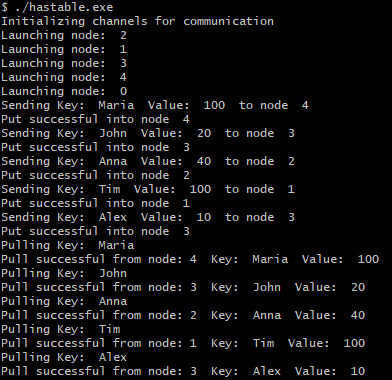 $ ./hastable.exe
Initializing channels for communication
Launching node:  2
Launching node:  1
Launching node:  3
Launching node:  4
Launching node:  0
Sending Key:  Maria  Value:  100  to node  4
Put successful into node  4
Sending Key:  John  Value:  20  to node  3
Put successful into node  3
Sending Key:  Anna  Value:  40  to node  2
Put successful into node  2
Sending Key:  Tim  Value:  100  to node  1
Put successful into node  1
Sending Key:  Alex  Value:  10  to node  3
Put successful into node  3
Pulling Key:  Maria
Pull successful from node: 4  Key:  Maria  Value:  100
Pulling Key:  John
Pull successful from node: 3  Key:  John  Value:  20
Pulling Key:  Anna
Pull successful from node: 2  Key:  Anna  Value:  40
Pulling Key:  Tim
Pull successful from node: 1  Key:  Tim  Value:  100
Pulling Key:  Alex
Pull successful from node: 3  Key:  Alex  Value:  10